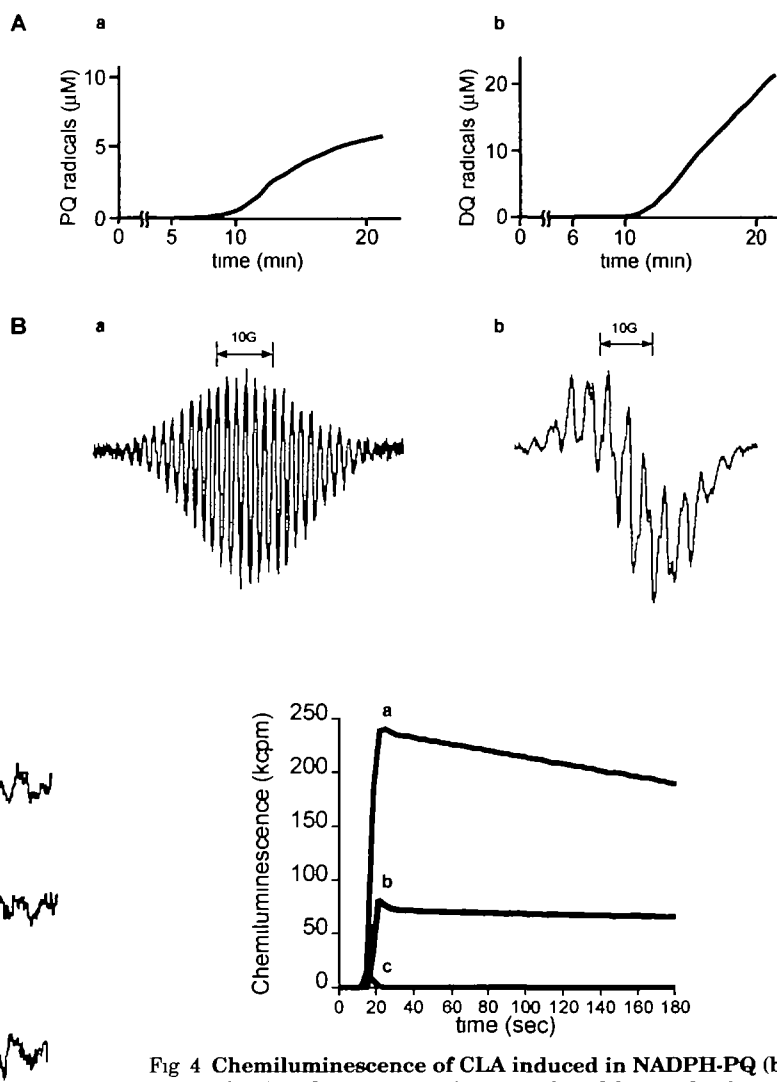 A
a
b
PQ radicals (µM)
10
5
0
0
5
10
20
time (min)
DQ radicals (µM)
20
10
0
0
6
10
20
time (min)
B
a
b
10G
10G
Chemiluminescence (kcpm)
250
200
150
100
50
0
a
b
c
0 20 40 60 80 100 120 140 160 180
time (sec)
Fig 4 Chemiluminescence of CLA induced in NADPH-PQ (b